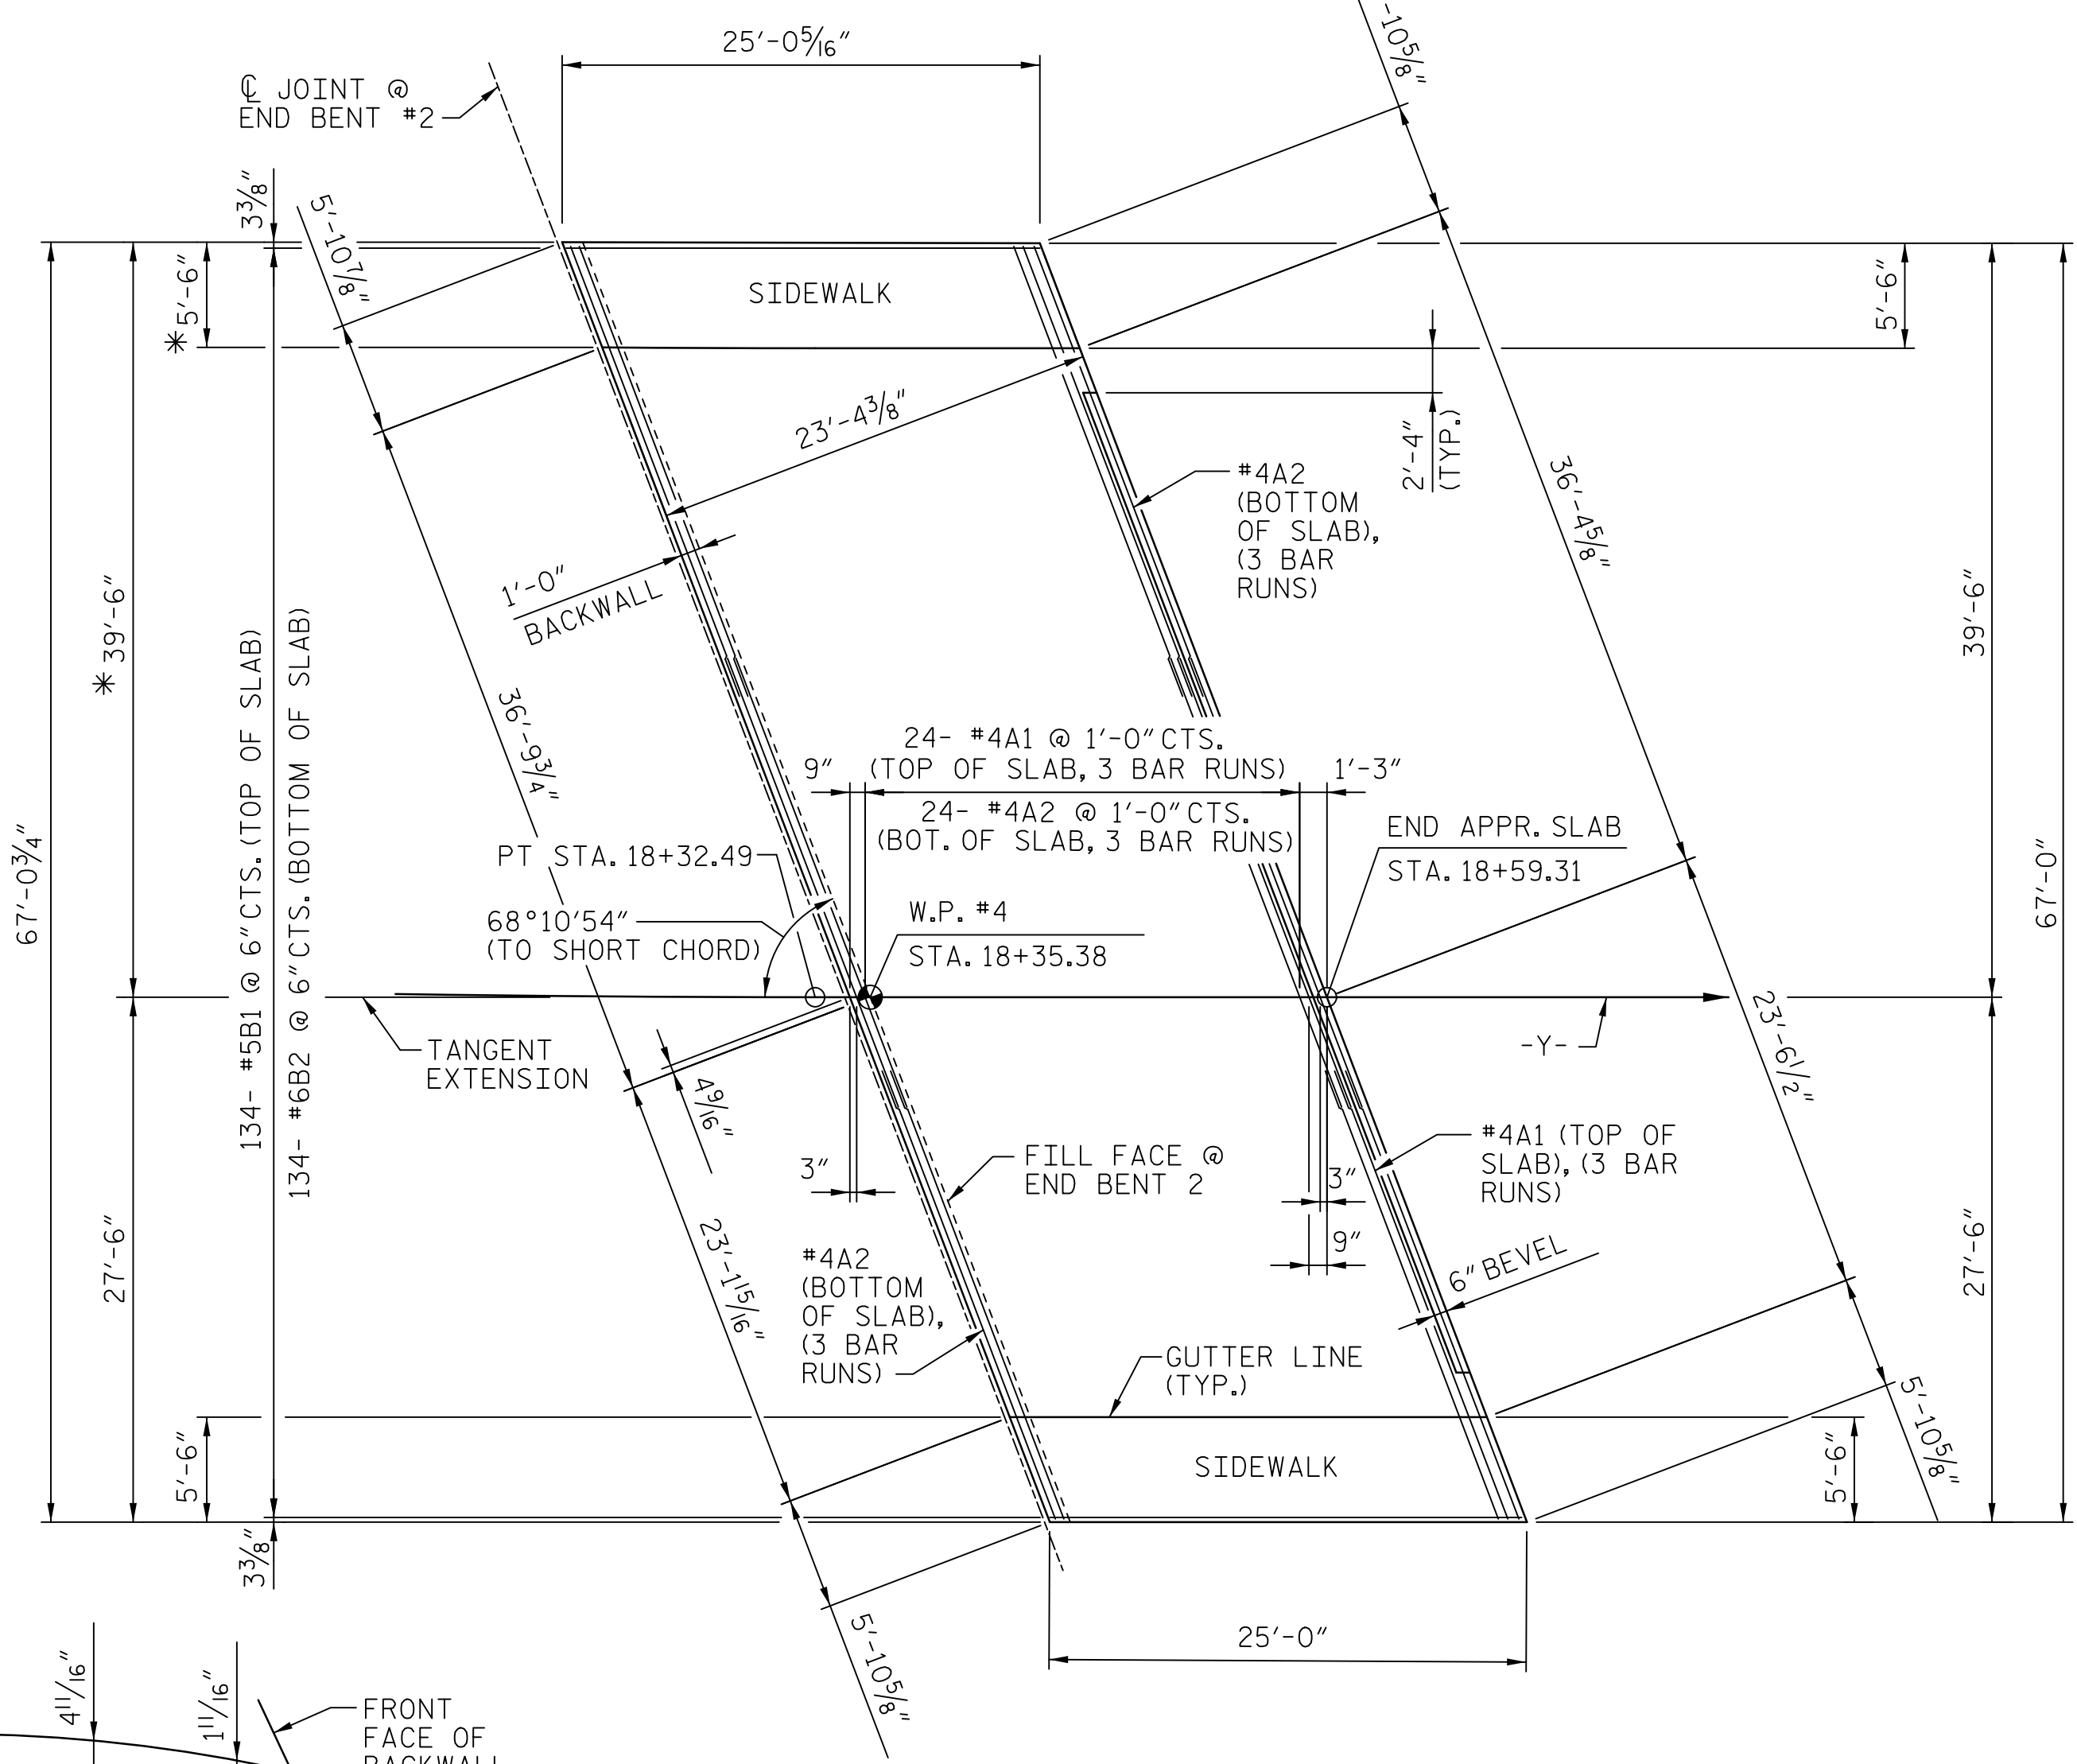 25′-0 5/16″
℄ JOINT @
END BENT #2
-10 5/8″
3 3/8″
5′-10 7/8″
✳ 5′-6″
SIDEWALK
5′-6″
23′-4 3/8″
2′-4″
(TYP.)
#4A2
(BOTTOM
OF SLAB),
(3 BAR
RUNS)
36′-4 5/8″
1′-0″
BACKWALL
✳ 39′-6″
39′-6″
134- #5B1 @ 6″CTS. (TOP OF SLAB)
134- #6B2 @ 6″CTS. (BOTTOM OF SLAB)
36′-9 3/4″
24- #4A1 @ 1′-0″CTS.
(TOP OF SLAB, 3 BAR RUNS)
9″
1′-3″
24- #4A2 @ 1′-0″CTS.
(BOT. OF SLAB, 3 BAR RUNS)
67′-0 3/4″
67′-0″
PT STA. 18+32.49
END APPR. SLAB
STA. 18+59.31
68°10′54″
(TO SHORT CHORD)
W.P. #4
STA. 18+35.38
TANGENT
EXTENSION
-Y-
23′-6 1/2″
4 9/16″
3″
FILL FACE @
END BENT 2
#4A1 (TOP OF
SLAB), (3 BAR
RUNS)
3″
9″
27′-6″
27′-6″
23′-1 15/16″
#4A2
(BOTTOM
OF SLAB),
(3 BAR
RUNS)
6″ BEVEL
GUTTER LINE
(TYP.)
5′-6″
SIDEWALK
5′-6″
5′-10 5/8″
3 3/8″
5′-10 5/8″
25′-0″
4 11/16″
1 11/16″
FRONT
FACE OF
BACKWALL